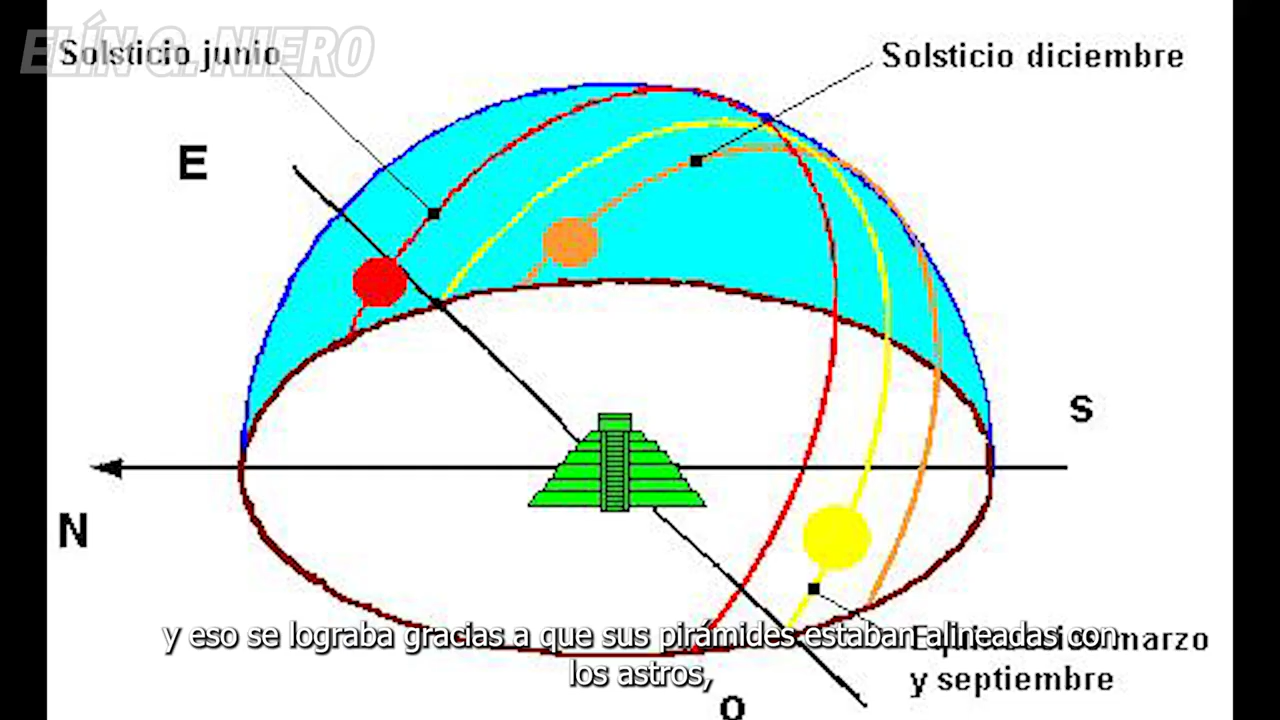 ELÍN G. NIERO
Solsticio junio
Solsticio diciembre
E
S
N
y eso se lograba gracias a que sus pirámides estaban alineadas con
los astros,
marzo
y septiembre
O